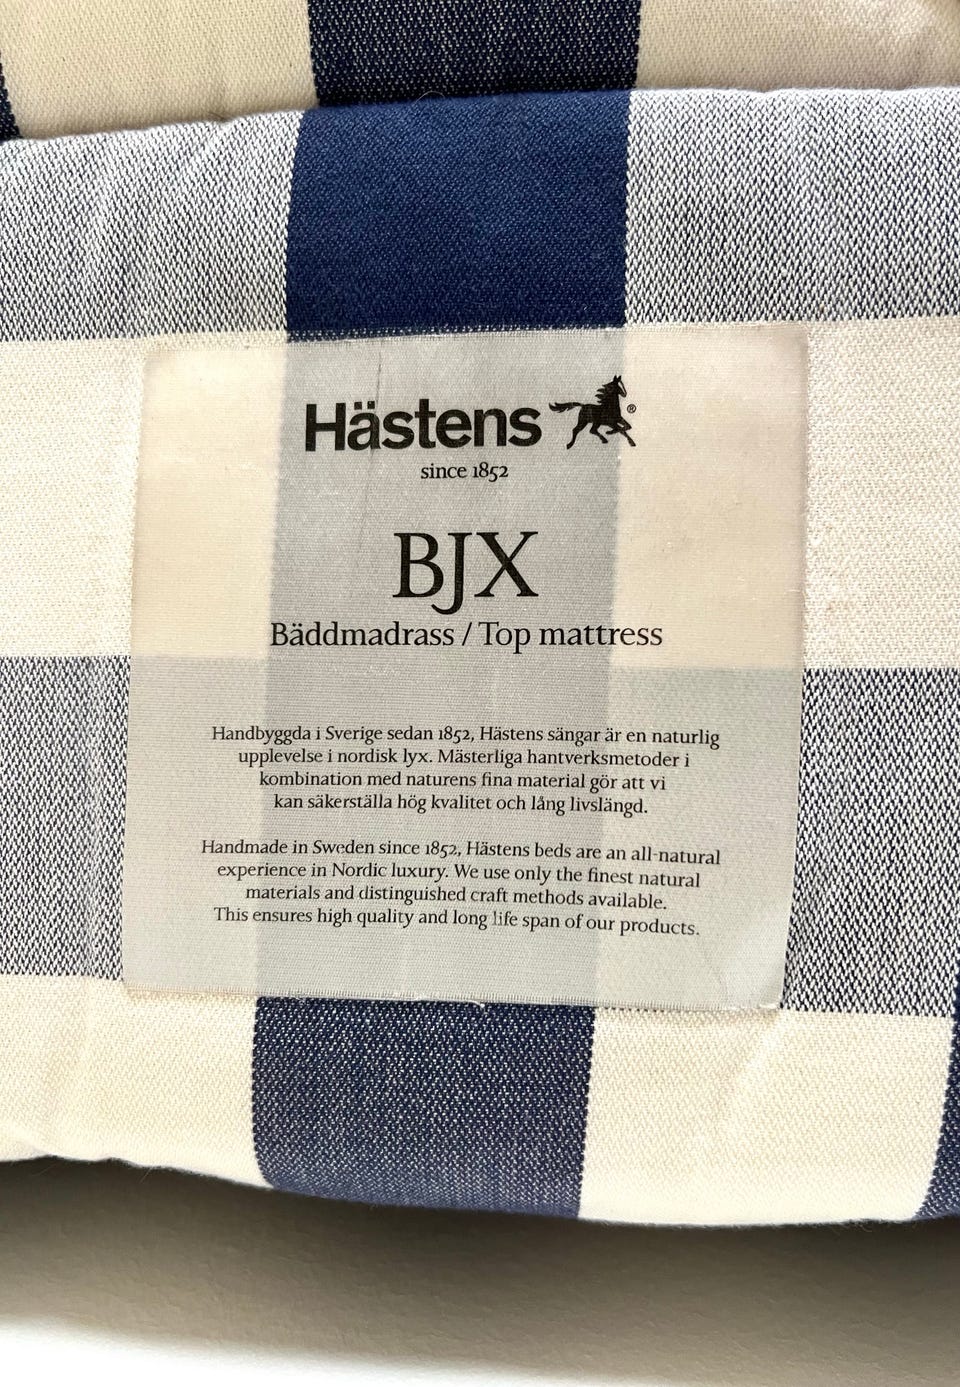 Hästens®
since 1852
BJX
Bäddmadrass / Top mattress
Handbyggda i Sverige sedan 1852, Hästens sängar är en naturlig
upplevelse i nordisk lyx. Mästerliga hantverksmetoder i
kombination med naturens fina material gör att vi
kan säkerställa hög kvalitet och lång livslängd.
Handmade in Sweden since 1852, Hästens beds are an all-natural
experience in Nordic luxury. We use only the finest natural
materials and distinguished craft methods available.
This ensures high quality and long life span of our products.